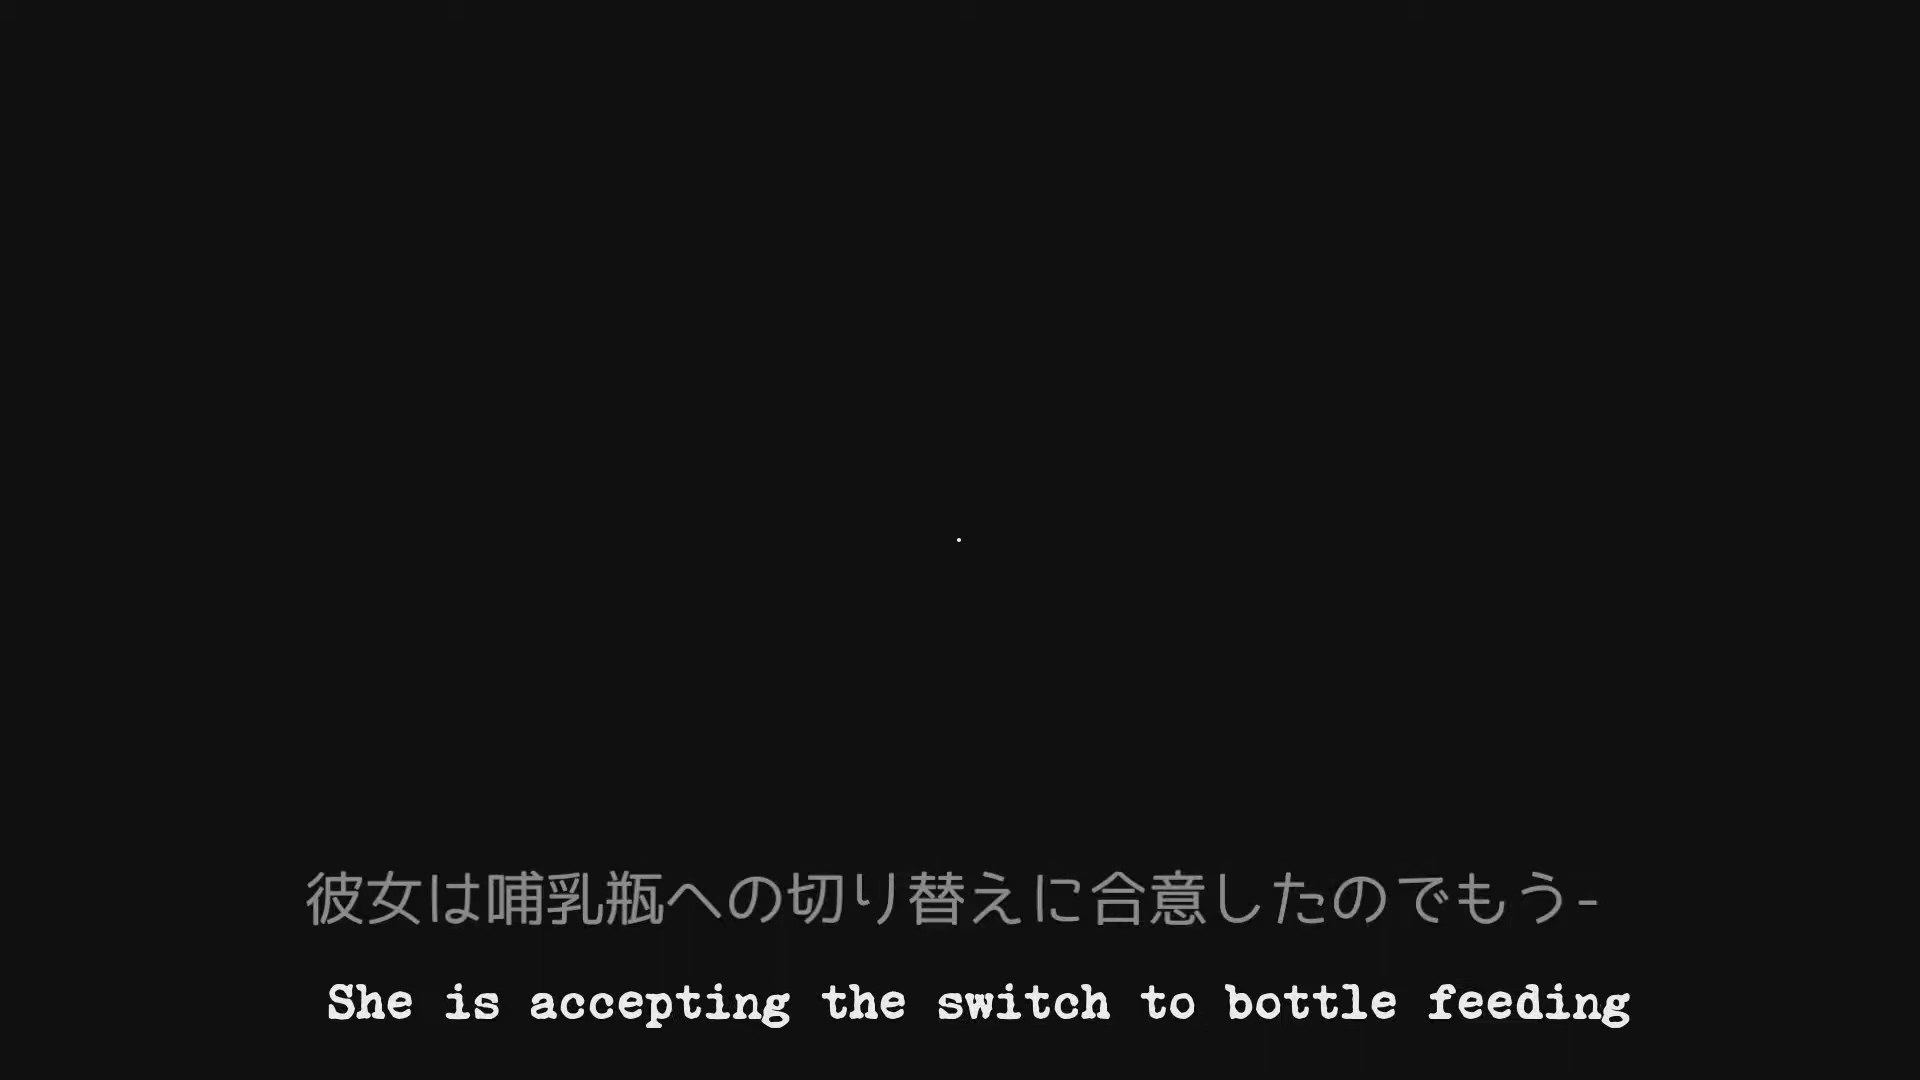 彼女は哺乳瓶への切り替えに合意したのでもう-
She is accepting the switch to bottle feeding